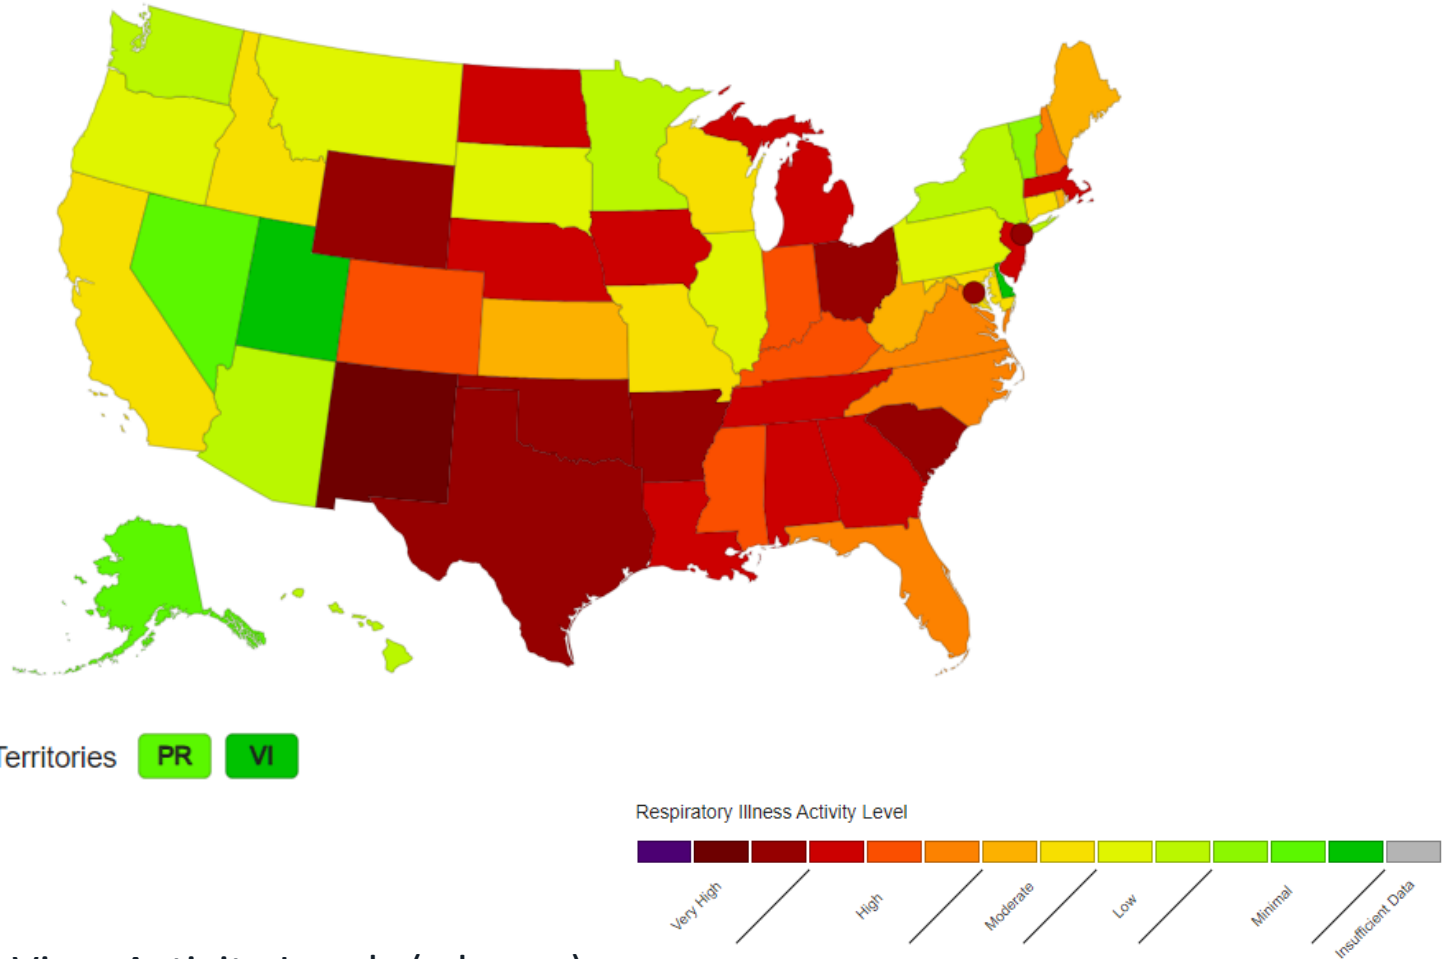 Territories PR VI
Respiratory Illness Activity Level
Very High
High
Moderate
Low
Minimal
Insufficient Data